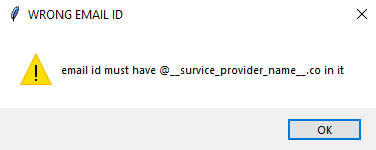 WRONG EMAIL ID
email id must have @__survice_provider_name__.co in it
OK